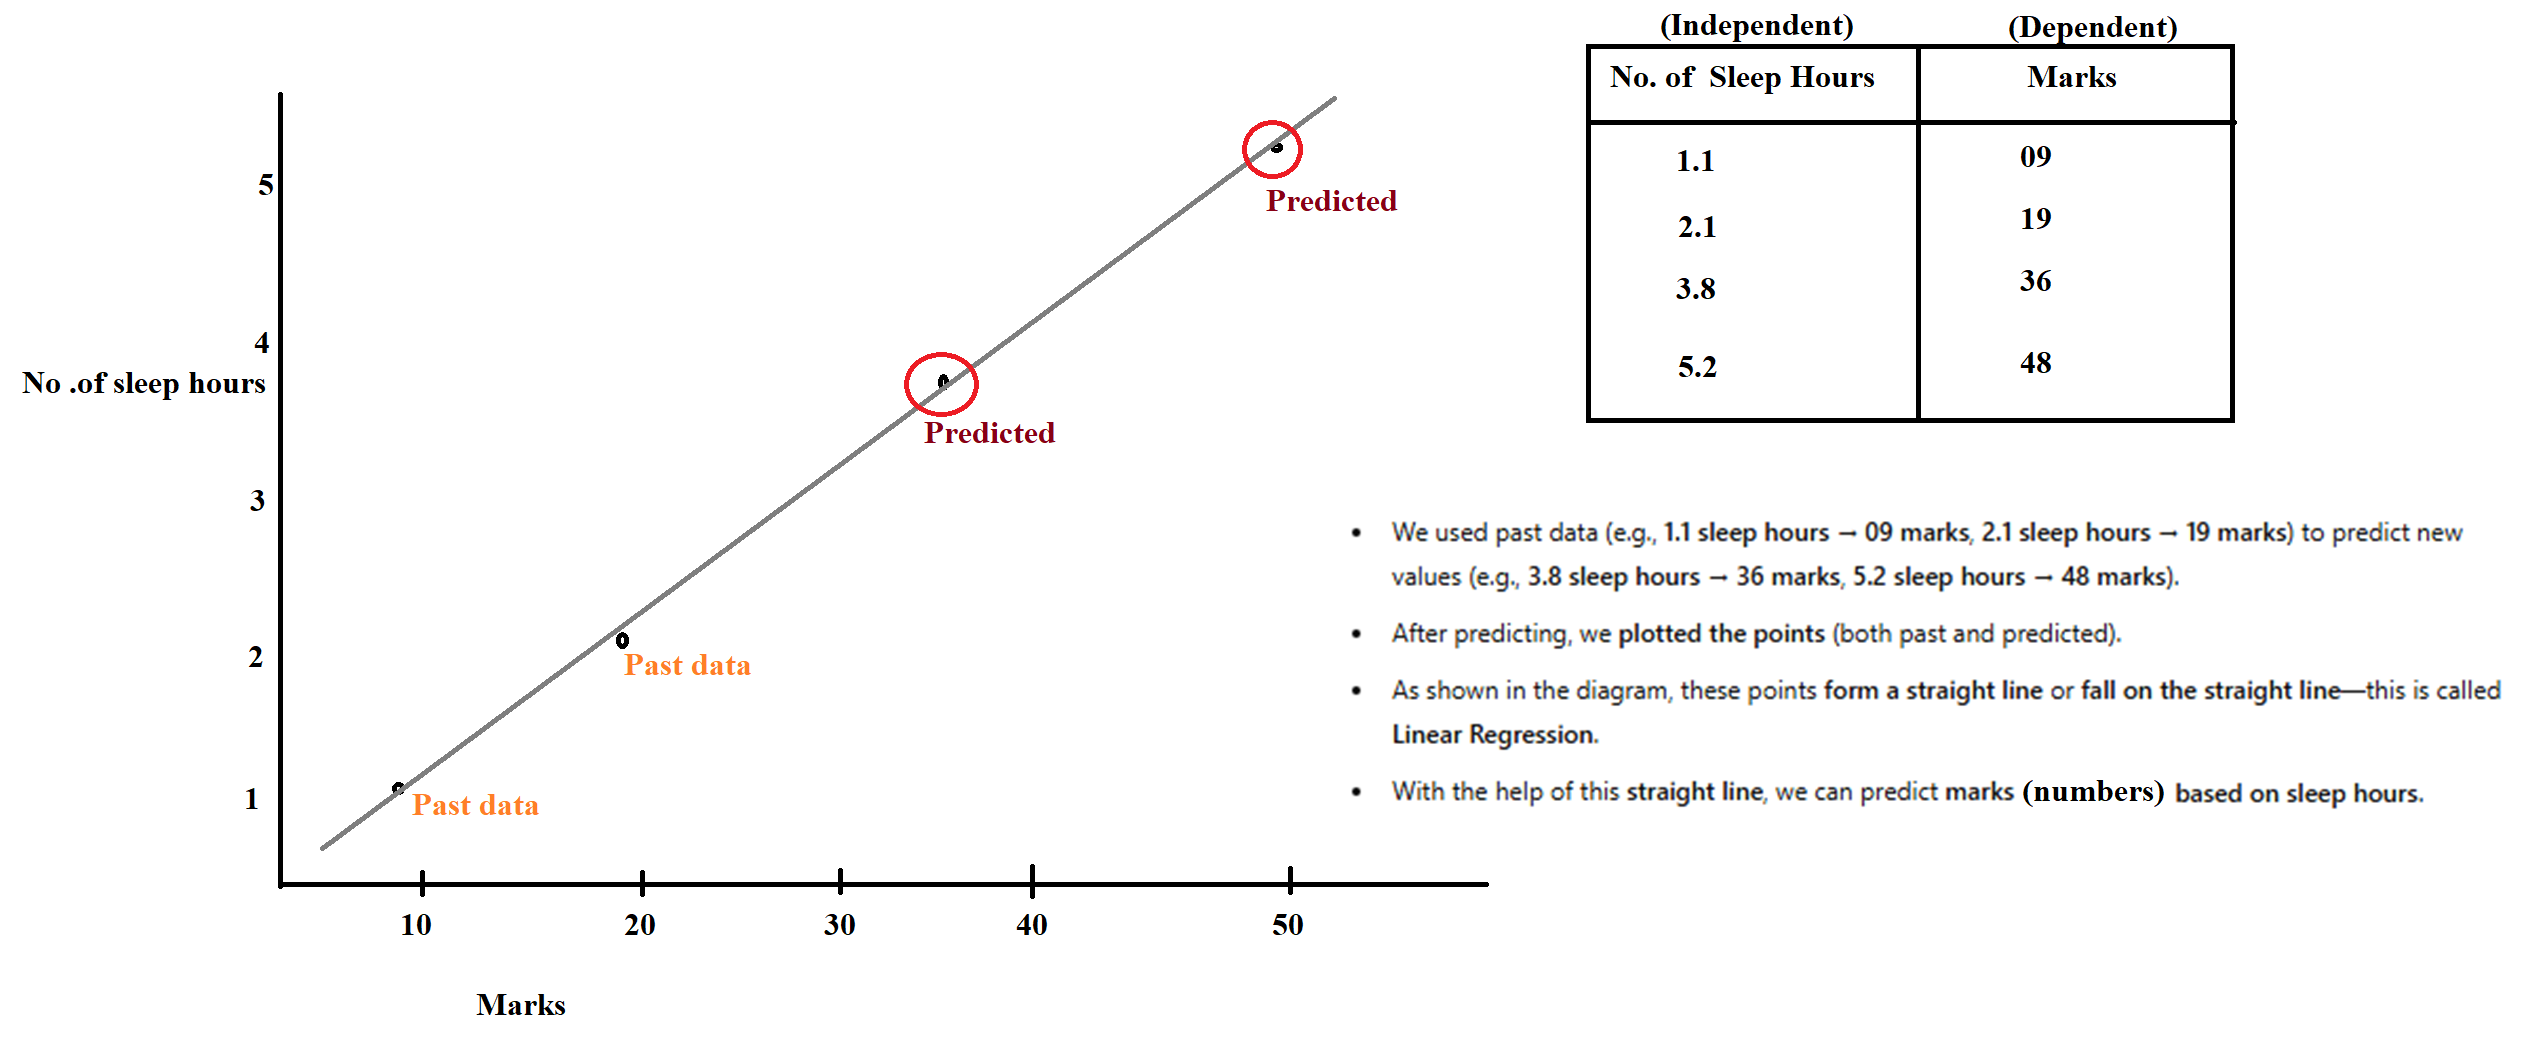 5
4
No .of sleep hours
3
2
1
10 20 30 40 50
Marks
Predicted
Predicted
Past data
Past data
(Independent) (Dependent)
No. of Sleep Hours Marks
1.1 09
2.1 19
3.8 36
5.2 48
• We used past data (e.g., 1.1 sleep hours → 09 marks, 2.1 sleep hours → 19 marks) to predict new
values (e.g., 3.8 sleep hours → 36 marks, 5.2 sleep hours → 48 marks).
• After predicting, we plotted the points (both past and predicted).
• As shown in the diagram, these points form a straight line or fall on the straight line—this is called
Linear Regression.
• With the help of this straight line, we can predict marks (numbers) based on sleep hours.